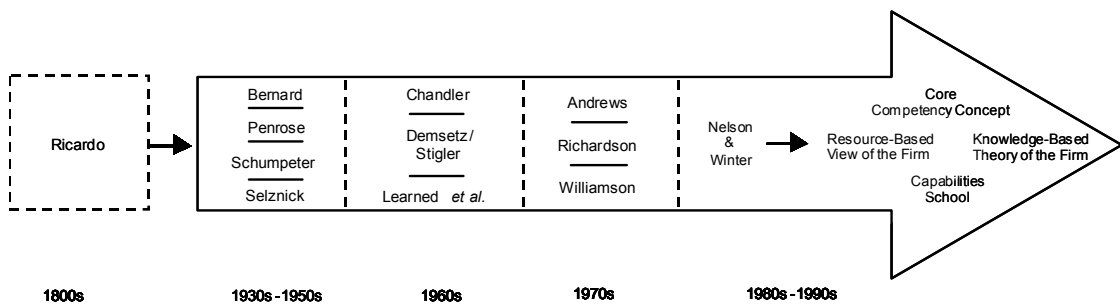 Ricardo
Bernard
Penrose
Schumpeter
Selznick
Chandler
Demsetz/
Stigler
Learned et al.
Andrews
Richardson
Williamson
Nelson
&
Winter
Core
Competency Concept
Resource-Based
View of the Firm
Knowledge-Based
Theory of the Firm
Capabilities
School
1800s
1930s-1950s
1960s
1970s
1980s-1990s